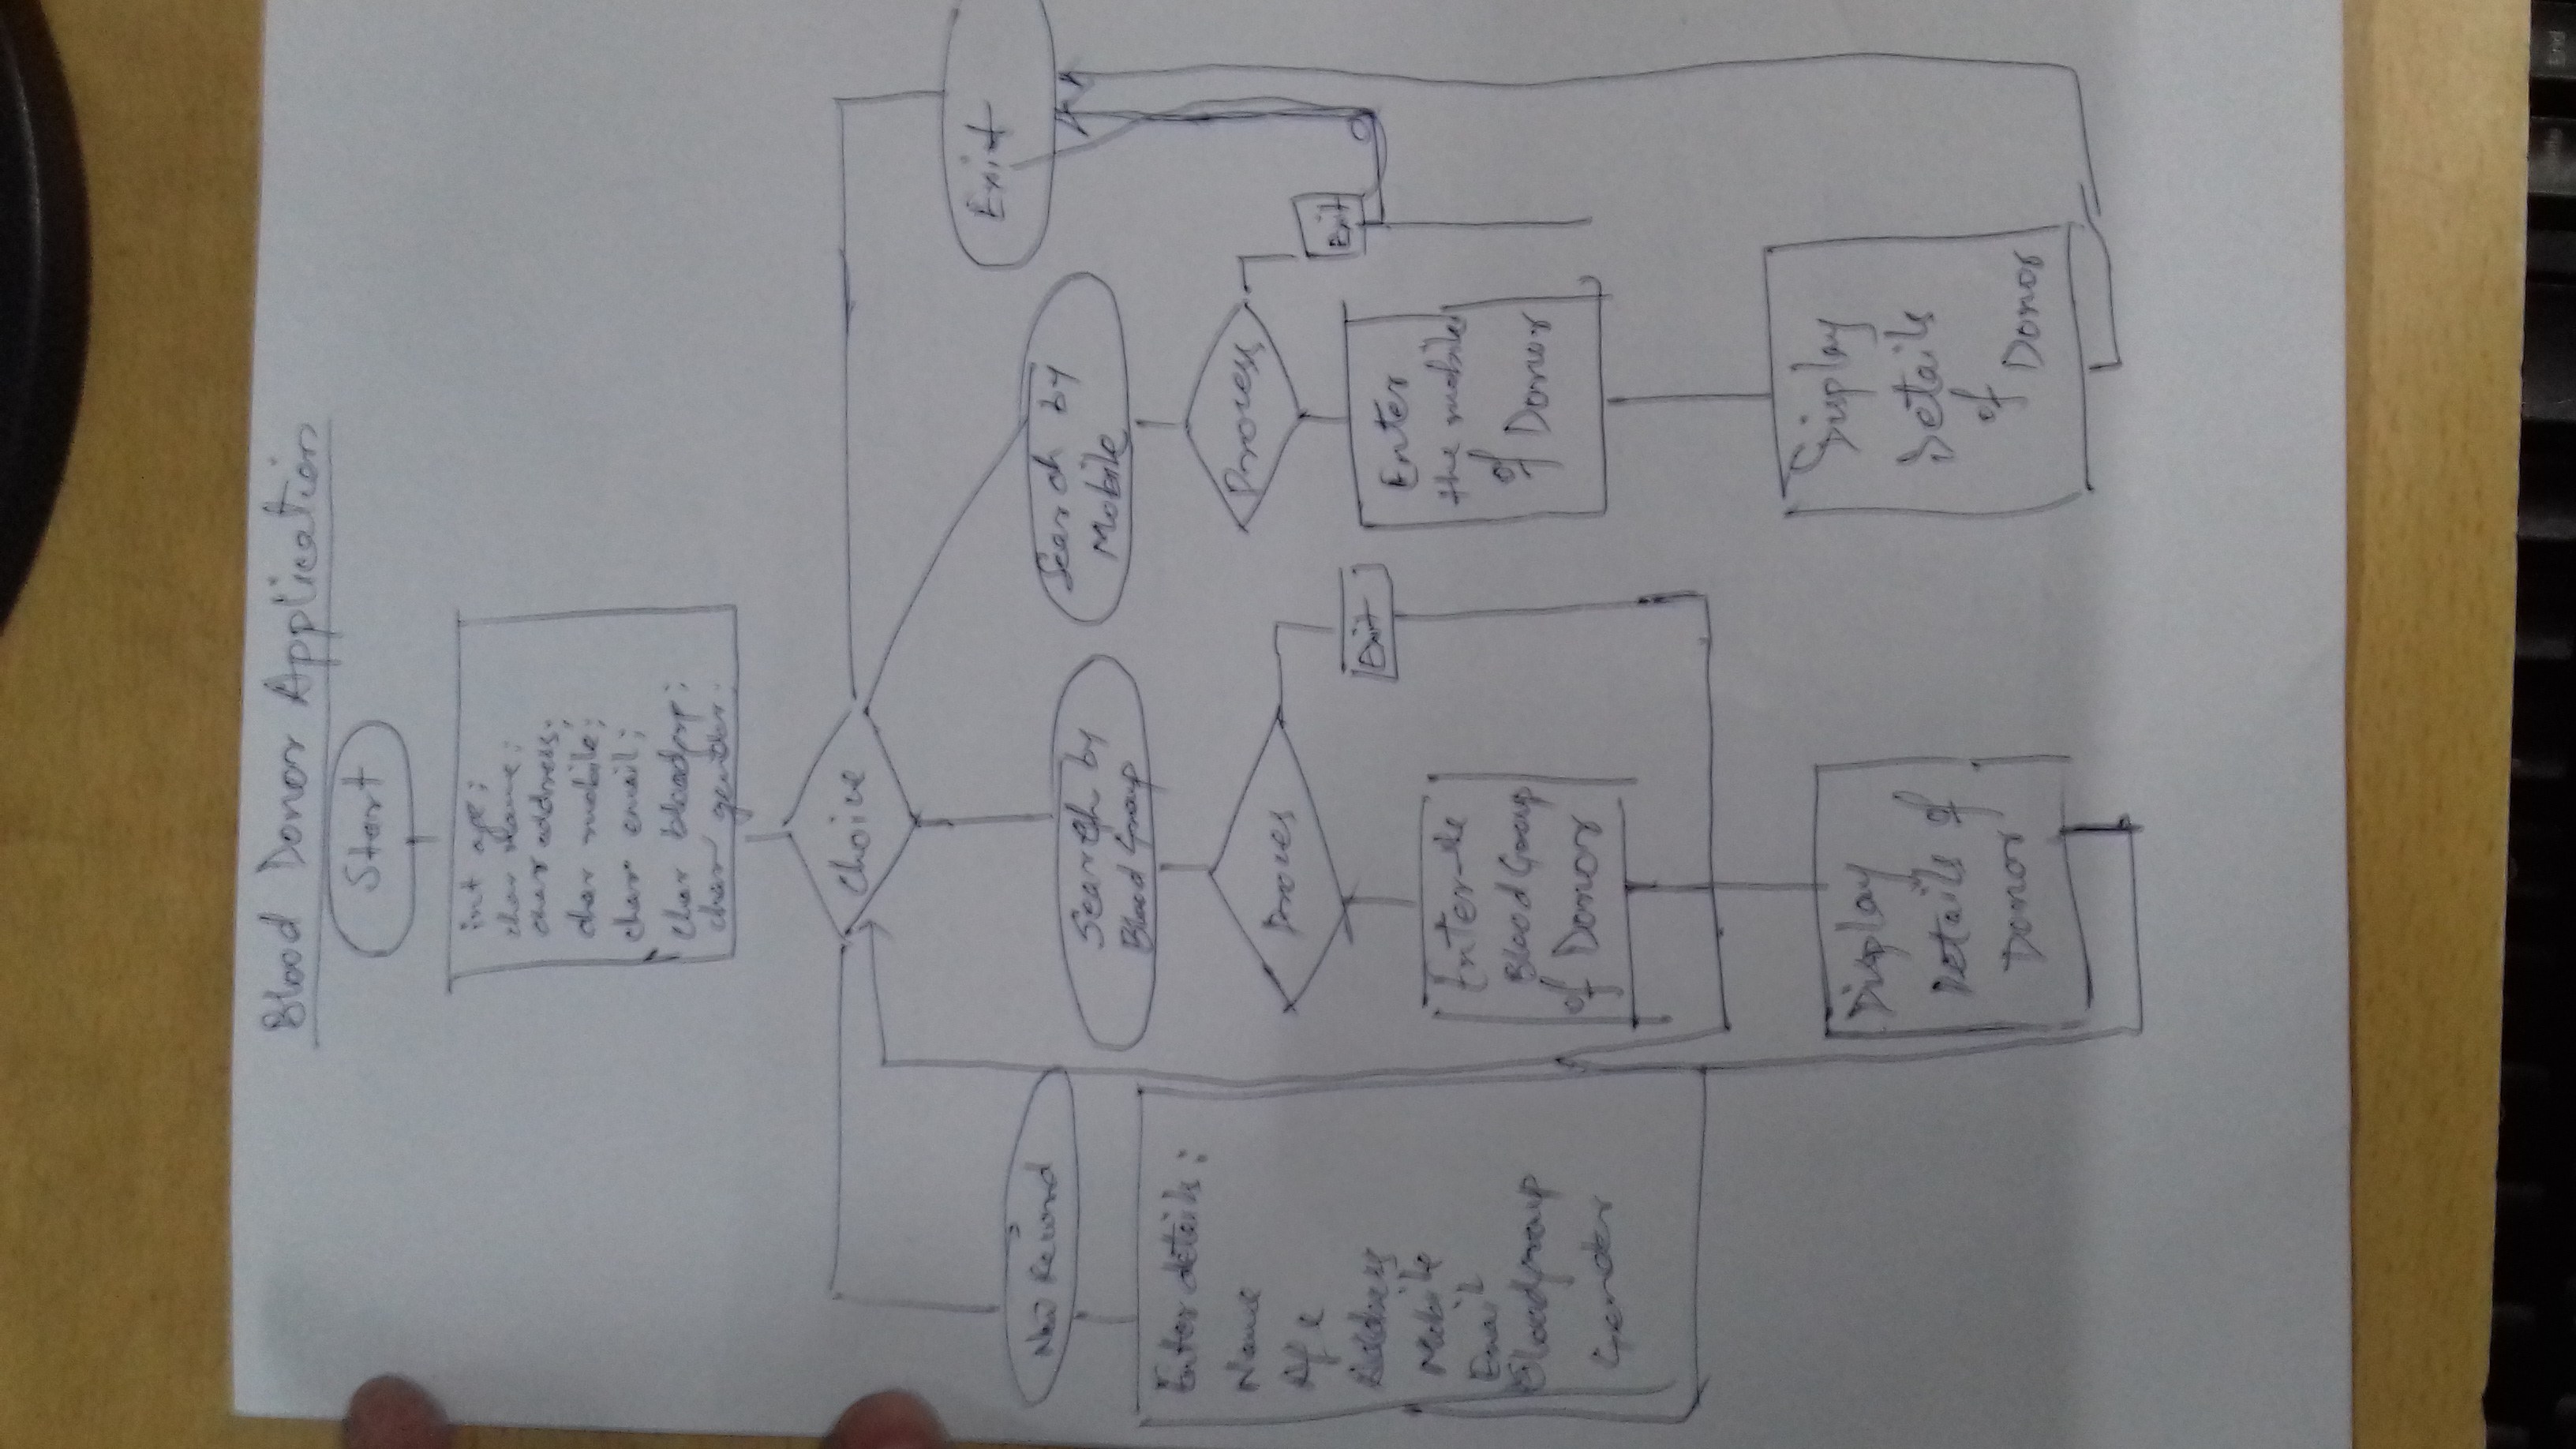 Blood Donor Application
Start
int age;
char name;
char address;
char mobile;
char email;
char bloodgrp;
char gender.
Choice
New Record
Enter details:
Name
Age
Address
Mobile
Email
Bloodgroup
Gender
Search by
Blood Group
Proces
Exit
Enter the
Blood Group
of Donor
Display
Details of
Donor
Search by
Mobile
Process
Exit
Enter
the mobile
of Donor
Display
Details
of
Donor
Exit
End